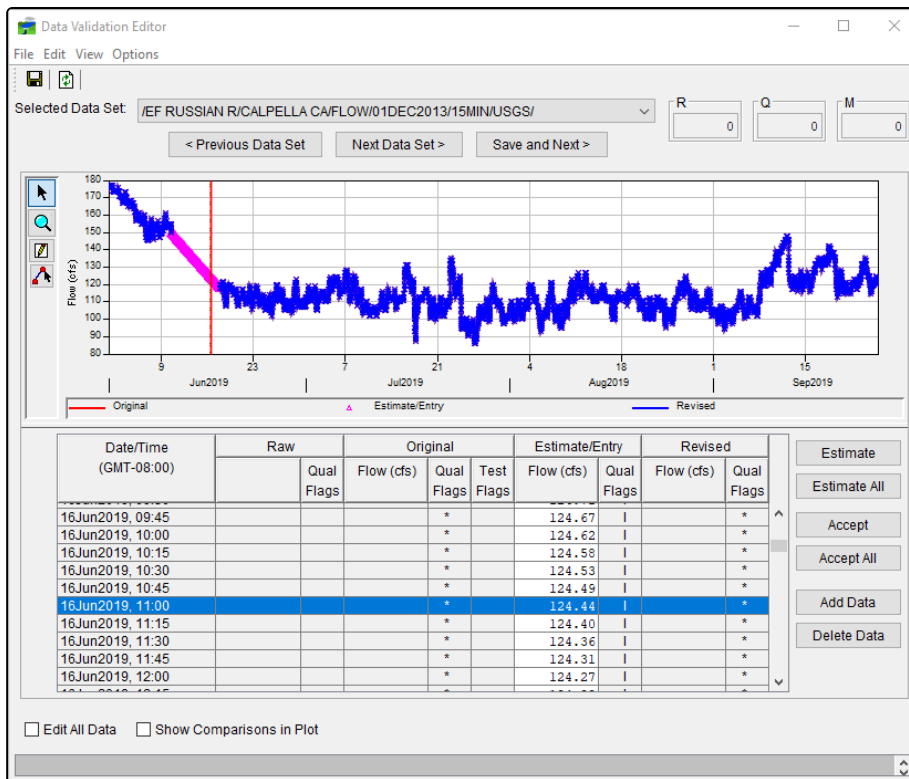 Data Validation Editor
File Edit View Options
Selected Data Set: /EF RUSSIAN R/CALPELLA CA/FLOW/01DEC2013/15MIN/USGS/
R Q M
0 0 0
< Previous Data Set Next Data Set > Save and Next >
180
170
160
150
140
130
120
110
100
90
80
Flow (cfs)
9 23 7 21 4 18 1 15
Jun2019 Jul2019 Aug2019 Sep2019
Original Estimate/Entry Revised
Date/Time Raw Original Estimate/Entry Revised
(GMT-08:00) Qual Flow (cfs) Qual Test Flow (cfs) Qual Flow (cfs) Qual
Flags Flags Flags Flags Flags
16Jun2019, 09:45 * 124.67 I *
16Jun2019, 10:00 * 124.62 I *
16Jun2019, 10:15 * 124.58 I *
16Jun2019, 10:30 * 124.53 I *
16Jun2019, 10:45 * 124.49 I *
16Jun2019, 11:00 * 124.44 I *
16Jun2019, 11:15 * 124.40 I *
16Jun2019, 11:30 * 124.36 I *
16Jun2019, 11:45 * 124.31 I *
16Jun2019, 12:00 * 124.27 I *
Estimate
Estimate All
Accept
Accept All
Add Data
Delete Data
Edit All Data Show Comparisons in Plot